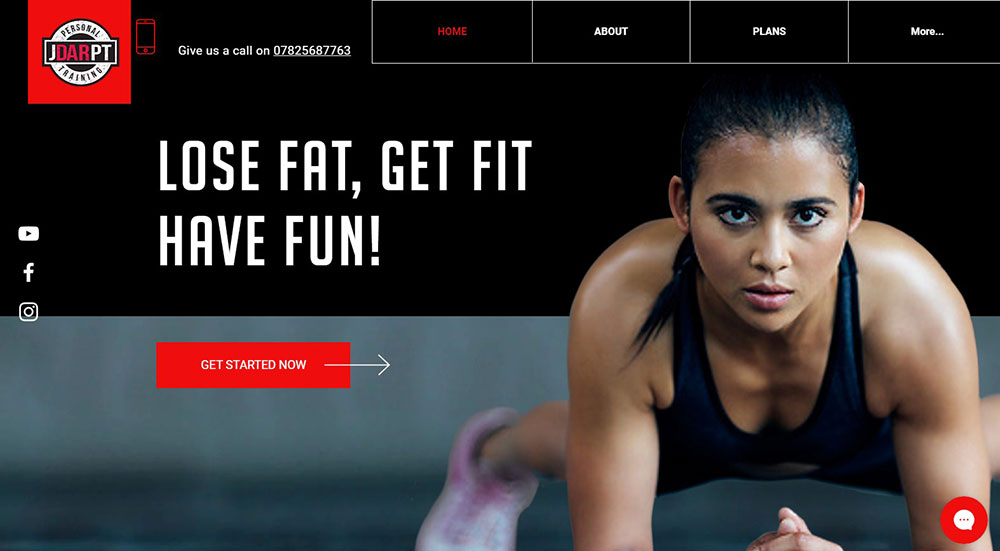 PERSONAL
JDARPT
TRAINING
Give us a call on 07825687763
HOME
ABOUT
PLANS
More...
LOSE FAT, GET FIT
HAVE FUN!
GET STARTED NOW